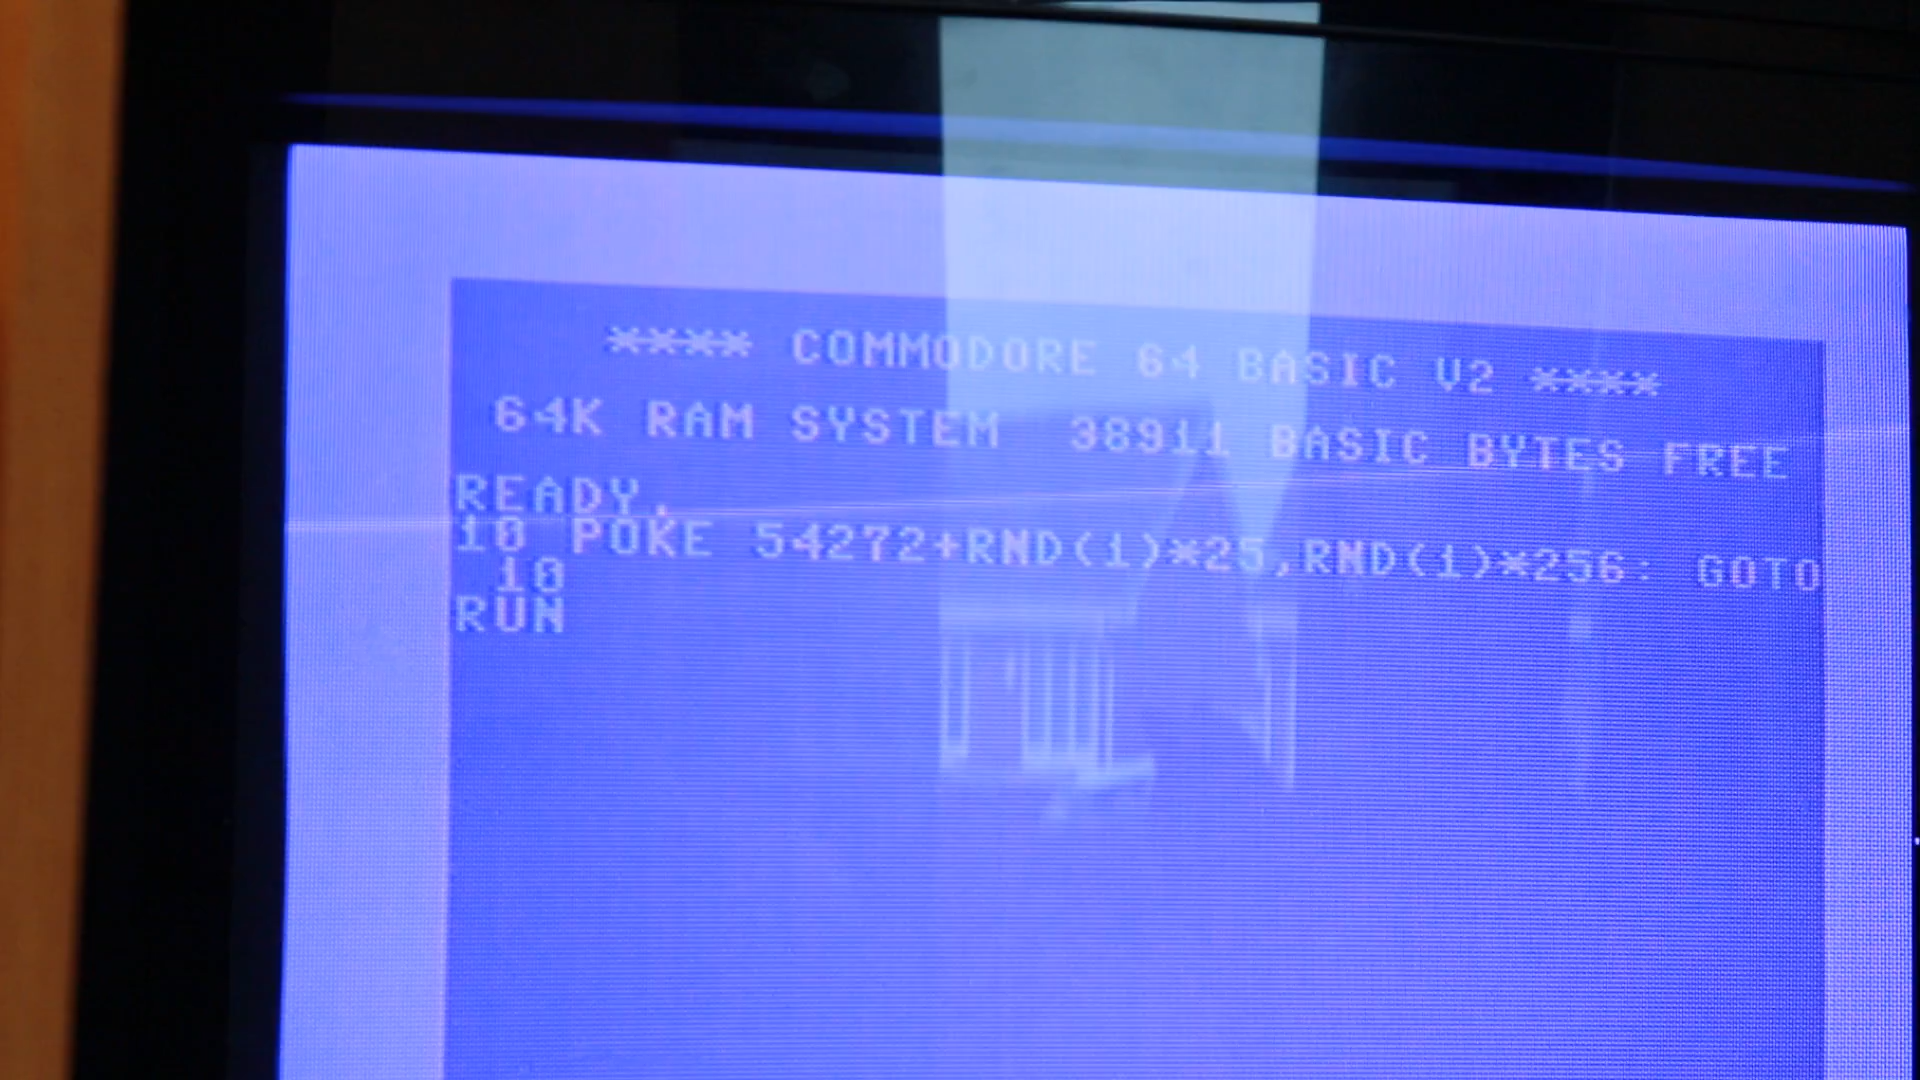 **** COMMODORE 64 BASIC V2 ****
64K RAM SYSTEM  38911 BASIC BYTES FREE
READY.
10 POKE 54272+RND(1)*25,RND(1)*256: GOTO
10
RUN